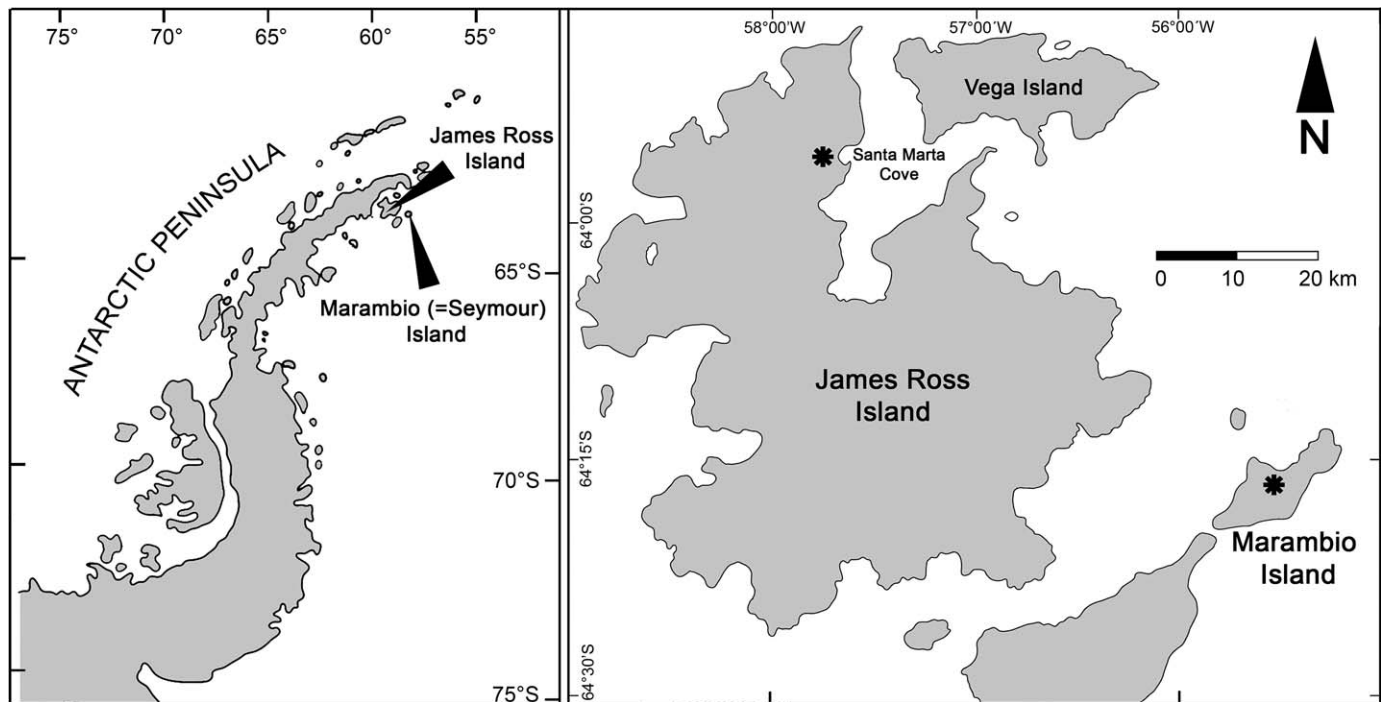 75° 70° 65° 60° 55°
James Ross
Island
ANTARCTIC PENINSULA
65°S
Marambio (=Seymour)
Island
70°S
75°S
58°00'W 57°00'W 56°00'W
Vega Island
N
Santa Marta
Cove
64°00'S
0 10 20 km
James Ross
Island
64°15'S
Marambio
Island
64°30'S